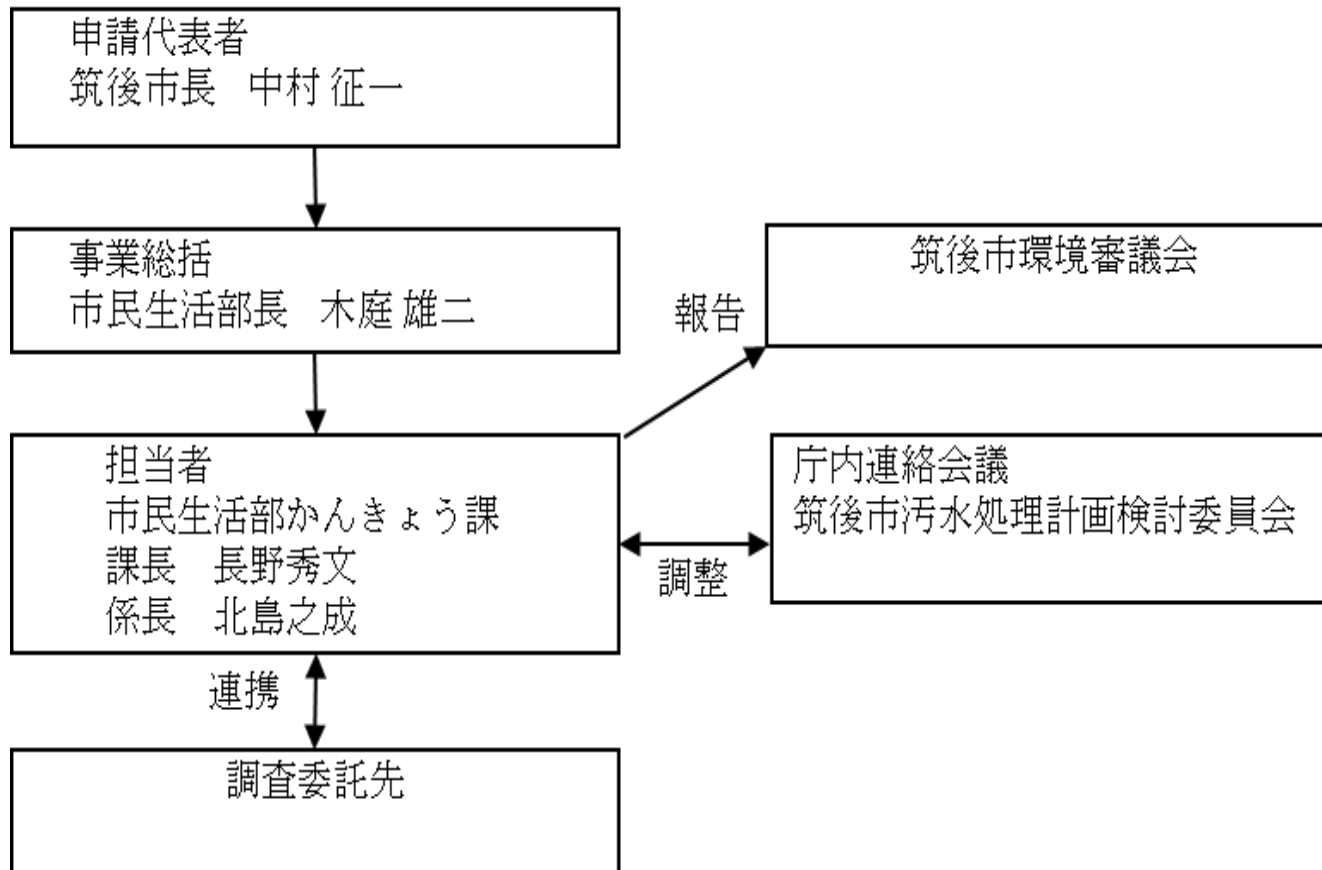 申請代表者
筑後市長 中村 征一
事業総括
市民生活部長 木庭 雄二
筑後市環境審議会
報告
担当者
市民生活部かんきょう課
課長 長野秀文
係長 北島之成
庁内連絡会議
筑後市汚水処理計画検討委員会
調整
連携
調査委託先